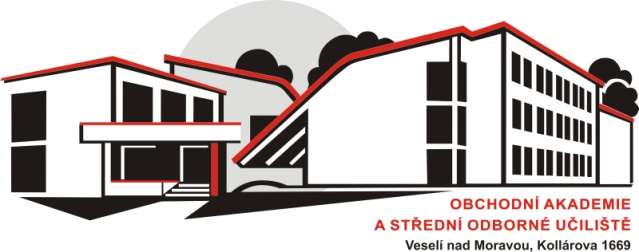 OBCHODNÍ AKADEMIE
A STŘEDNÍ ODBORNÉ UČILIŠTĚ
Veselí nad Moravou, Kollárova 1669